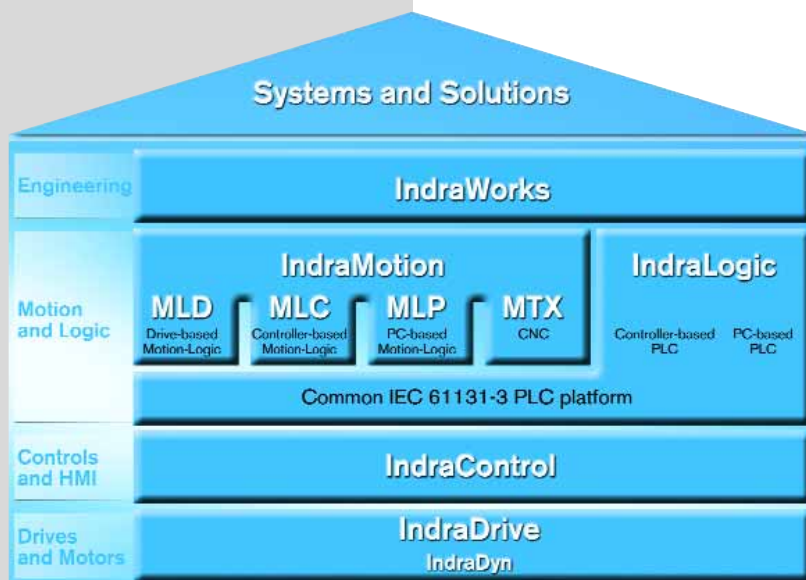 Systems and Solutions
Engineering
IndraWorks
Motion
and Logic
IndraMotion
IndraLogic
MLD
Drive-based
Motion-Logic
MLC
Controller-based
Motion-Logic
MLP
PC-based
Motion-Logic
MTX
CNC
Controller-based
PLC
PC-based
PLC
Common IEC 61131-3 PLC platform
Controls
and HMI
IndraControl
Drives
and Motors
IndraDrive
IndraDyn